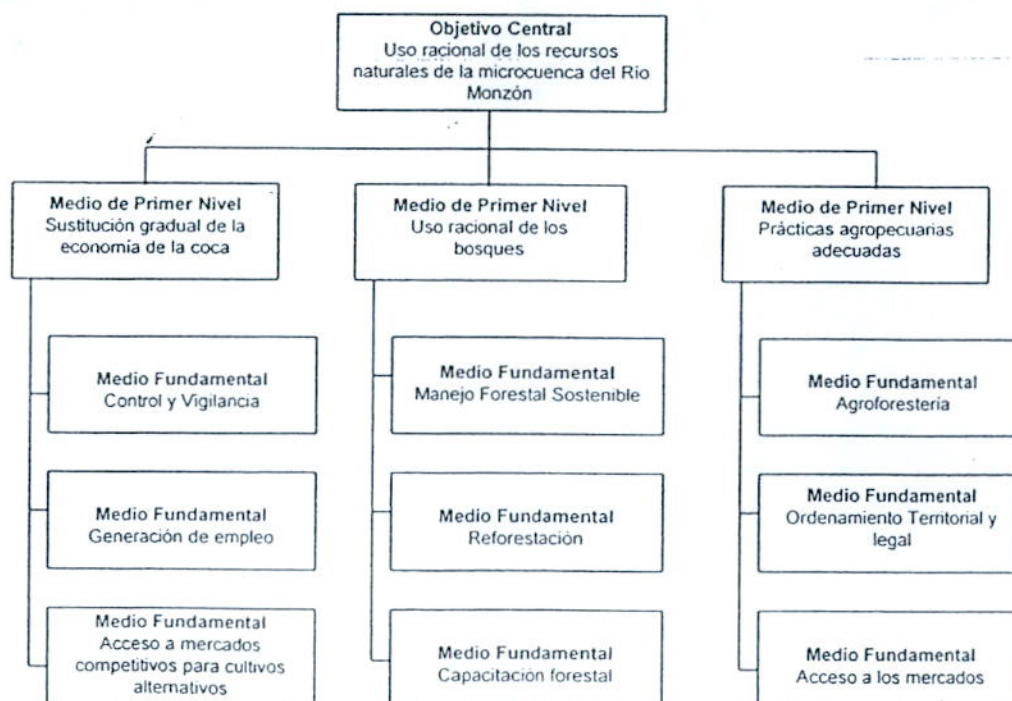 Objetivo Central
Uso racional de los recursos
naturales de la microcuenca del Río
Monzón
Medio de Primer Nivel
Sustitución gradual de la
economía de la coca
Medio de Primer Nivel
Uso racional de los
bosques
Medio de Primer Nivel
Prácticas agropecuarias
adecuadas
Medio Fundamental
Control y Vigilancia
Medio Fundamental
Manejo Forestal Sostenible
Medio Fundamental
Agroforestería
Medio Fundamental
Generación de empleo
Medio Fundamental
Reforestación
Medio Fundamental
Ordenamiento Territorial y
legal
Medio Fundamental
Acceso a mercados
competitivos para cultivos
alternativos
Medio Fundamental
Capacitación forestal
Medio Fundamental
Acceso a los mercados